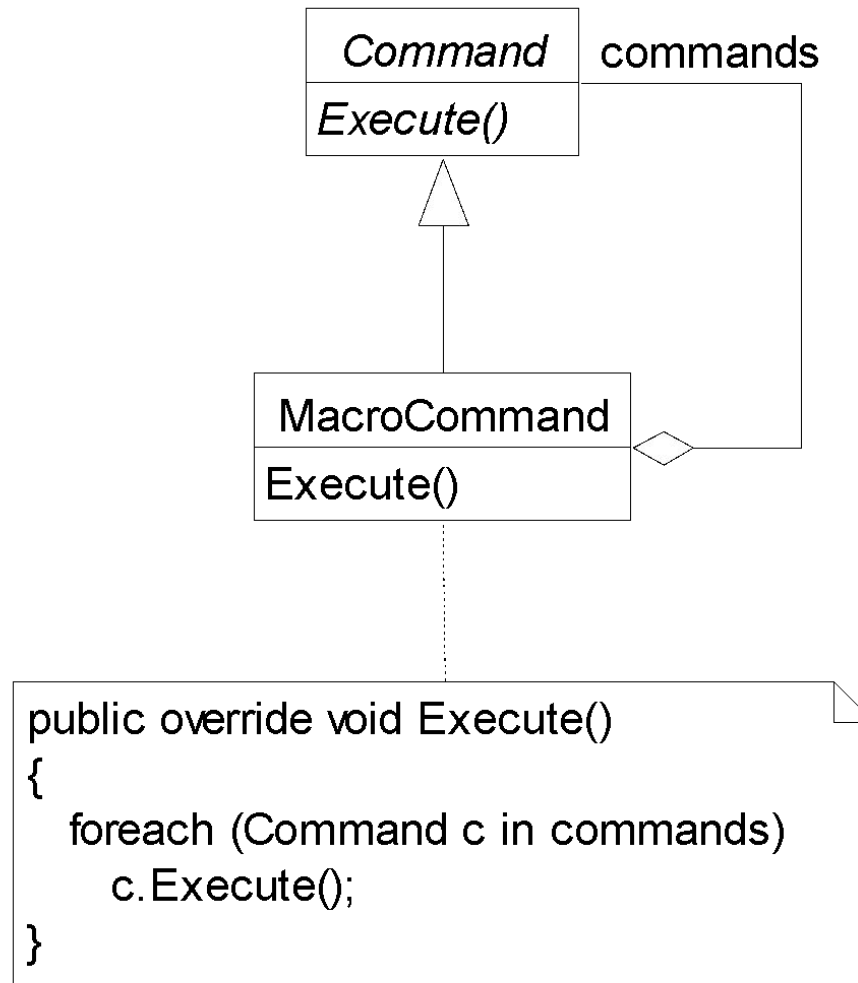 Command
commands
Execute()
MacroCommand
Execute()
public override void Execute()
{
foreach (Command c in commands)
c.Execute();
}